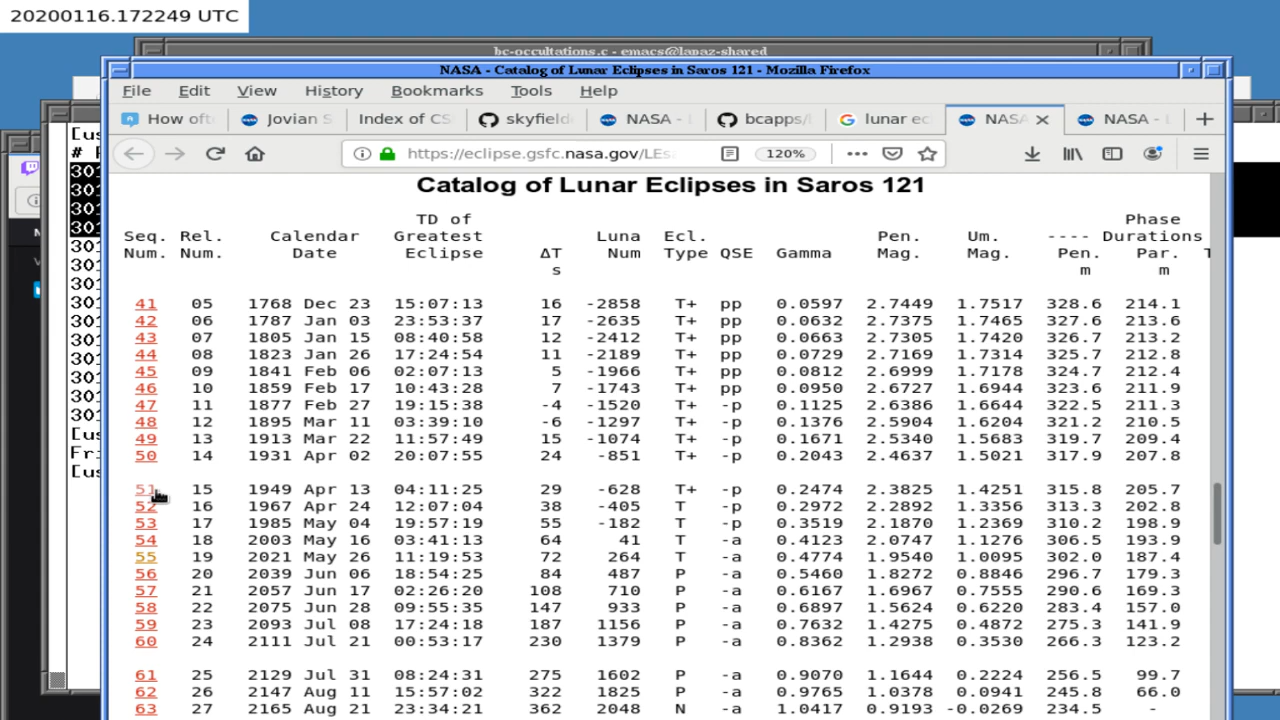 20200116.172249 UTC
bc-occultations.c - emacs@lapaz-shared
NASA - Catalog of Lunar Eclipses in Saros 121 - Mozilla Firefox
File Edit View History Bookmarks Tools Help
How oft Jovian S Index of CS skyfield NASA - bcapps/ lunar ec NASA NASA - L
https://eclipse.gsfc.nasa.gov/LEs 120%
Catalog of Lunar Eclipses in Saros 121
TD of Phase
Seq. Rel. Calendar Greatest Luna Ecl. Pen. Um. ---- Durations
Num. Num. Date Eclipse ΔT Num Type QSE Gamma Mag. Mag. Pen. Par. T
s m m
41 05 1768 Dec 23 15:07:13 16 -2858 T+ pp 0.0597 2.7449 1.7517 328.6 214.1
42 06 1787 Jan 03 23:53:37 17 -2635 T+ pp 0.0632 2.7375 1.7465 327.6 213.6
43 07 1805 Jan 15 08:40:58 12 -2412 T+ pp 0.0663 2.7305 1.7420 326.7 213.2
44 08 1823 Jan 26 17:24:54 11 -2189 T+ pp 0.0729 2.7169 1.7314 325.7 212.8
45 09 1841 Feb 06 02:07:13 5 -1966 T+ pp 0.0812 2.6999 1.7178 324.7 212.4
46 10 1859 Feb 17 10:43:28 7 -1743 T+ pp 0.0950 2.6727 1.6944 323.6 211.9
47 11 1877 Feb 27 19:15:38 -4 -1520 T+ -p 0.1125 2.6386 1.6644 322.5 211.3
48 12 1895 Mar 11 03:39:10 -6 -1297 T+ -p 0.1376 2.5904 1.6204 321.2 210.5
49 13 1913 Mar 22 11:57:49 15 -1074 T+ -p 0.1671 2.5340 1.5683 319.7 209.4
50 14 1931 Apr 02 20:07:55 24 -851 T+ -p 0.2043 2.4637 1.5021 317.9 207.8
51 15 1949 Apr 13 04:11:25 29 -628 T+ -p 0.2474 2.3825 1.4251 315.8 205.7
52 16 1967 Apr 24 12:07:04 38 -405 T -p 0.2972 2.2892 1.3356 313.3 202.8
53 17 1985 May 04 19:57:19 55 -182 T -p 0.3519 2.1870 1.2369 310.2 198.9
54 18 2003 May 16 03:41:13 64 41 T -a 0.4123 2.0747 1.1276 306.5 193.9
55 19 2021 May 26 11:19:53 72 264 T -a 0.4774 1.9540 1.0095 302.0 187.4
56 20 2039 Jun 06 18:54:25 84 487 P -a 0.5460 1.8272 0.8846 296.7 179.3
57 21 2057 Jun 17 02:26:20 108 710 P -a 0.6167 1.6967 0.7555 290.6 169.3
58 22 2075 Jun 28 09:55:35 147 933 P -a 0.6897 1.5624 0.6220 283.4 157.0
59 23 2093 Jul 08 17:24:18 187 1156 P -a 0.7632 1.4275 0.4872 275.3 141.9
60 24 2111 Jul 21 00:53:17 230 1379 P -a 0.8362 1.2938 0.3530 266.3 123.2
61 25 2129 Jul 31 08:24:31 275 1602 P -a 0.9070 1.1644 0.2224 256.5 99.7
62 26 2147 Aug 11 15:57:02 322 1825 P -a 0.9765 1.0378 0.0941 245.8 66.0
63 27 2165 Aug 21 23:34:21 362 2048 N -a 1.0417 0.9193 -0.0269 234.5 -